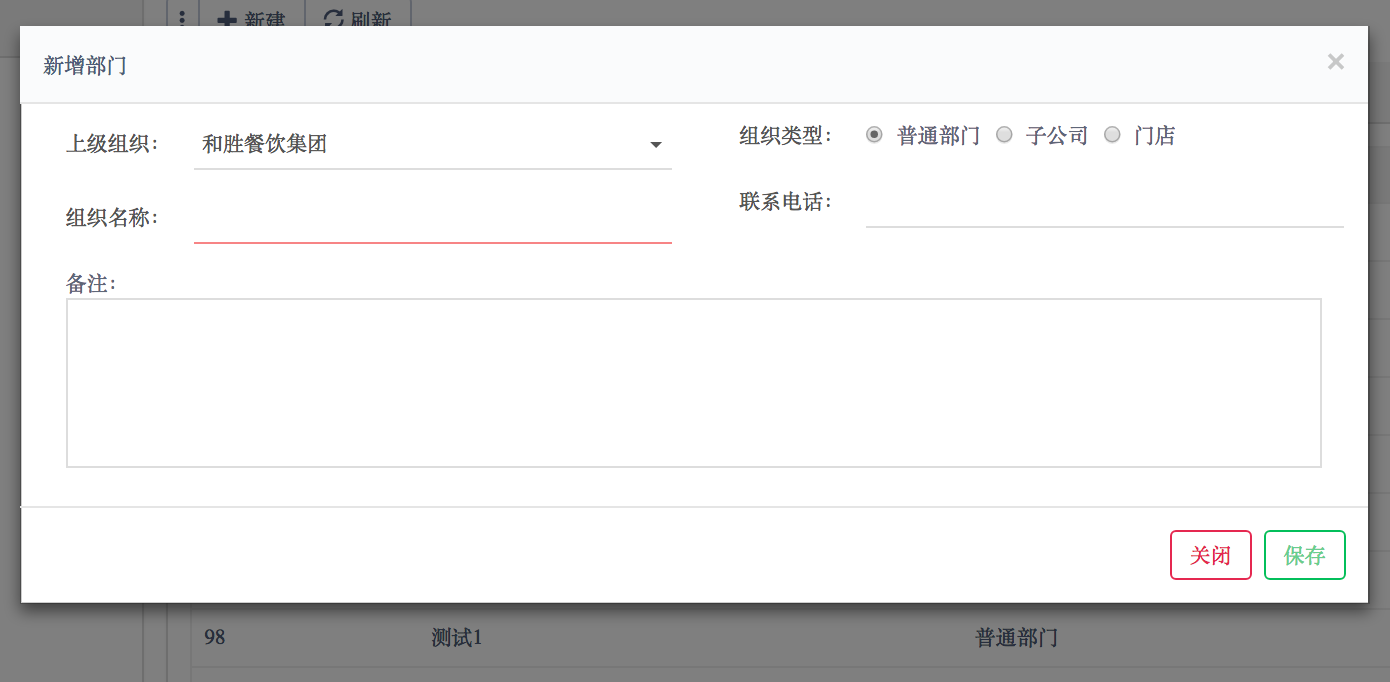 新建 刷新
新增部门
上级组织： 和胜餐饮集团
组织类型： 普通部门 子公司 门店
组织名称：
联系电话：
备注：
关闭 保存
98 测试1 普通部门